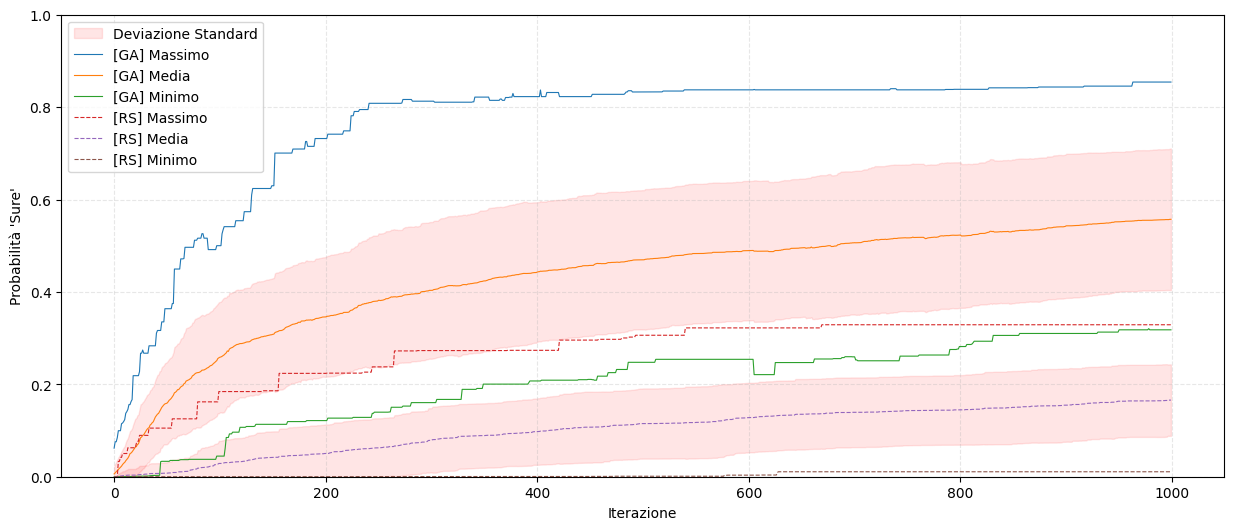 Deviazione Standard
[GA] Massimo
[GA] Media
[GA] Minimo
[RS] Massimo
[RS] Media
[RS] Minimo
Probabilità 'Sure'
1.0
0.8
0.6
0.4
0.2
0.0
0 200 400 600 800 1000
Iterazione